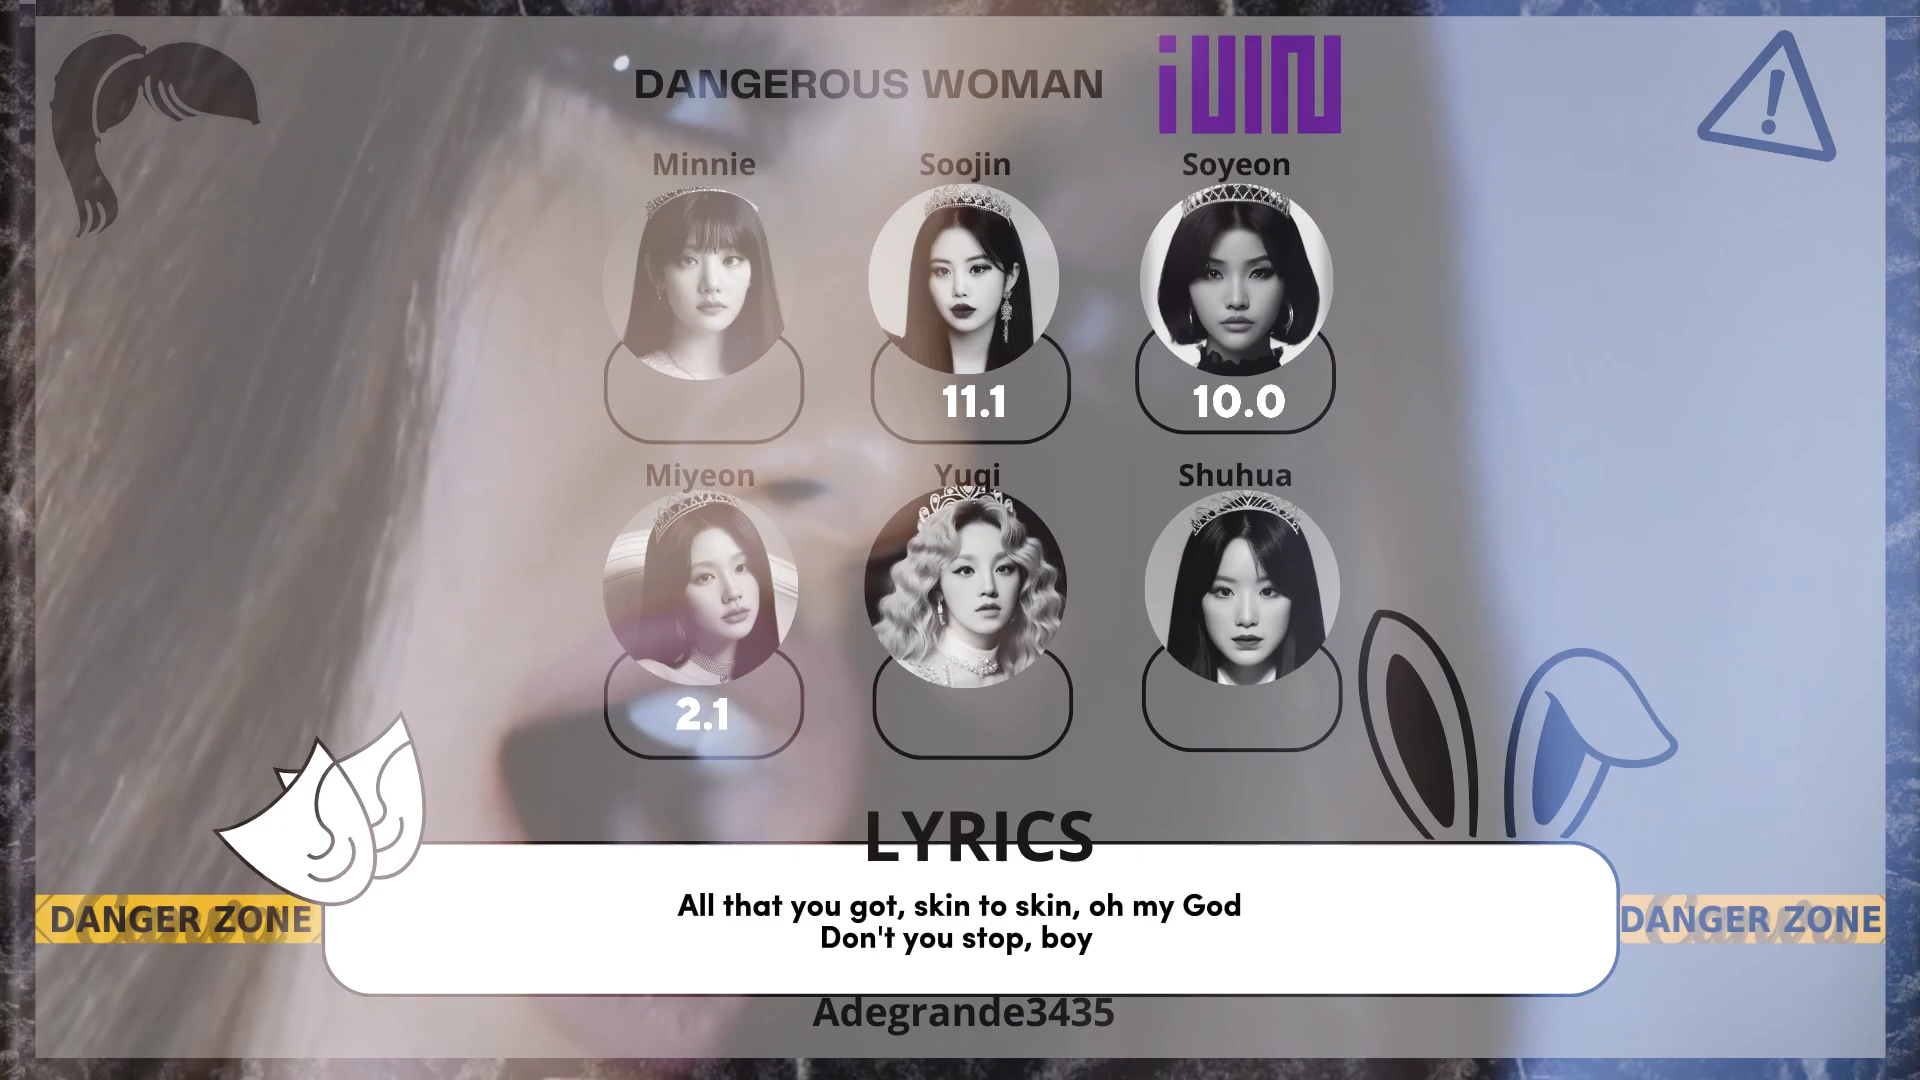 DANGEROUS WOMAN
Minnie
Soojin
Soyeon
11.1
10.0
Miyeon
Yuqi
Shuhua
2.1
LYRICS
All that you got, skin to skin, oh my God
Don't you stop, boy
DANGER ZONE
DANGER ZONE
Adegrande3435